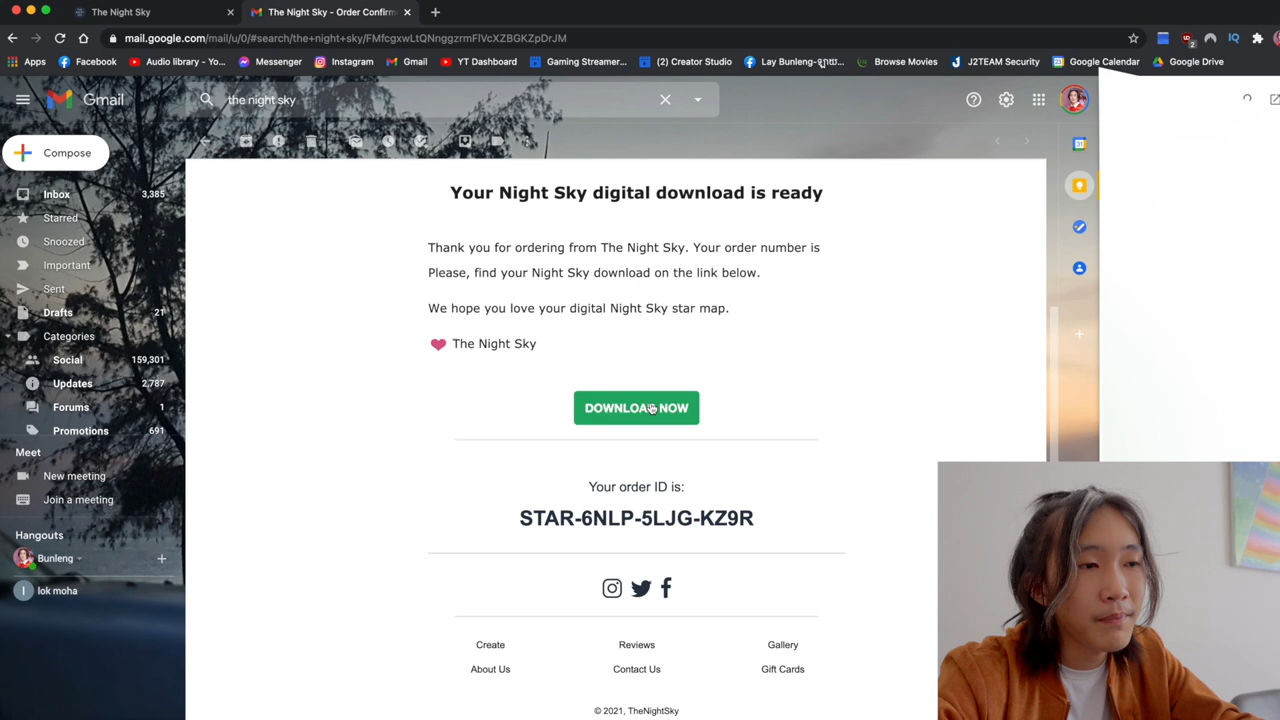 The Night Sky
The Night Sky - Order Confirm
mail.google.com/mail/u/0/#search/the+night+sky/FMfcgxwLtQNnggzrmFlVcXZBGKZpDrJM
Apps
Facebook
Audio library - Yo...
Messenger
Instagram
Gmail
YT Dashboard
Gaming Streamer...
(2) Creator Studio
Browse Movies
J2TEAM Security
Google Calendar
Google Drive
Gmail
the night sky
Compose
Inbox 3,385
Starred
Snoozed
Important
Sent
Drafts 21
Categories
Social 159,301
Updates 2,787
Forums 1
Promotions 691
Meet
New meeting
Join a meeting
Hangouts
Bunleng
lok moha
Your Night Sky digital download is ready
Thank you for ordering from The Night Sky. Your order number is
Please, find your Night Sky download on the link below.
We hope you love your digital Night Sky star map.
The Night Sky
DOWNLOAD NOW
Your order ID is:
STAR-6NLP-5LJG-KZ9R
Create Reviews Gallery
About Us Contact Us Gift Cards
© 2021, TheNightSky